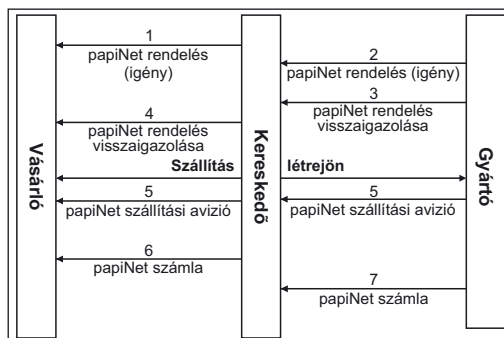 Vásárló
Kereskedő
Gyártó
1
papiNet rendelés
(igény)
2
papiNet rendelés (igény)
3
papiNet rendelés
visszaigazolása
4
papiNet rendelés
visszaigazolása
Szállítás
létrejön
5
papiNet szállítási avizió
5
papiNet szállítási avizió
6
papiNet számla
7
papiNet számla